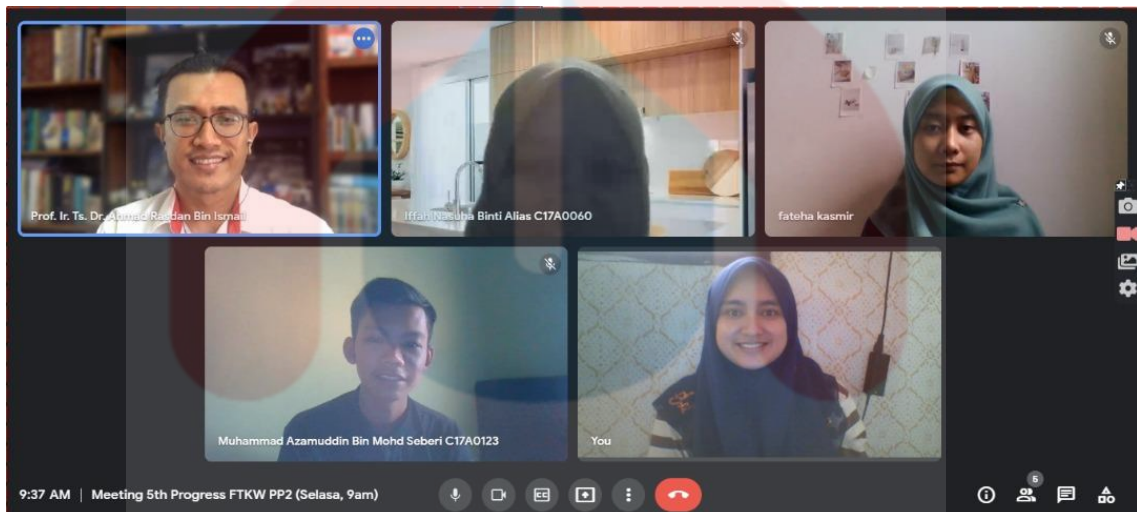 Prof. Ir. Ts. Dr. Ahmad Rasdan Bin Ismail
Iffah Nasuha Binti Alias C17A0060
fateha kasmir
Muhammad Azamuddin Bin Mohd Seberi C17A0123
You
9:37 AM | Meeting 5th Progress FTKW PP2 (Selasa, 9am)
CC
5